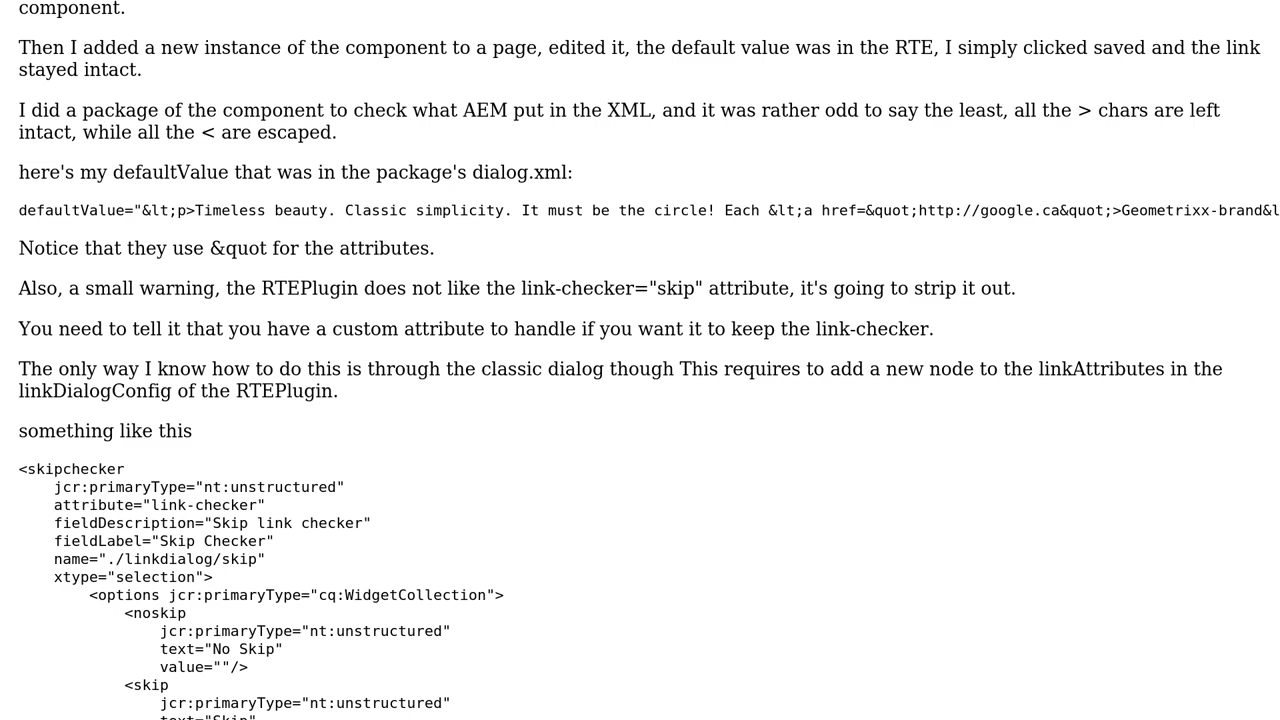 component.
Then I added a new instance of the component to a page, edited it, the default value was in the RTE, I simply clicked saved and the link
stayed intact.
I did a package of the component to check what AEM put in the XML, and it was rather odd to say the least, all the > chars are left
intact, while all the < are escaped.
here's my defaultValue that was in the package's dialog.xml:
defaultValue="&lt;p>Timeless beauty. Classic simplicity. It must be the circle! Each &lt;a href=&quot;http://google.ca&quot;>Geometrixx-brand&l
Notice that they use &quot for the attributes.
Also, a small warning, the RTEPlugin does not like the link-checker="skip" attribute, it's going to strip it out.
You need to tell it that you have a custom attribute to handle if you want it to keep the link-checker.
The only way I know how to do this is through the classic dialog though This requires to add a new node to the linkAttributes in the
linkDialogConfig of the RTEPlugin.
something like this
<skipchecker
    jcr:primaryType="nt:unstructured"
    attribute="link-checker"
    fieldDescription="Skip link checker"
    fieldLabel="Skip Checker"
    name="./linkdialog/skip"
    xtype="selection">
        <options jcr:primaryType="cq:WidgetCollection">
            <noskip
                jcr:primaryType="nt:unstructured"
                text="No Skip"
                value=""/>
            <skip
                jcr:primaryType="nt:unstructured"
                text="Skip"